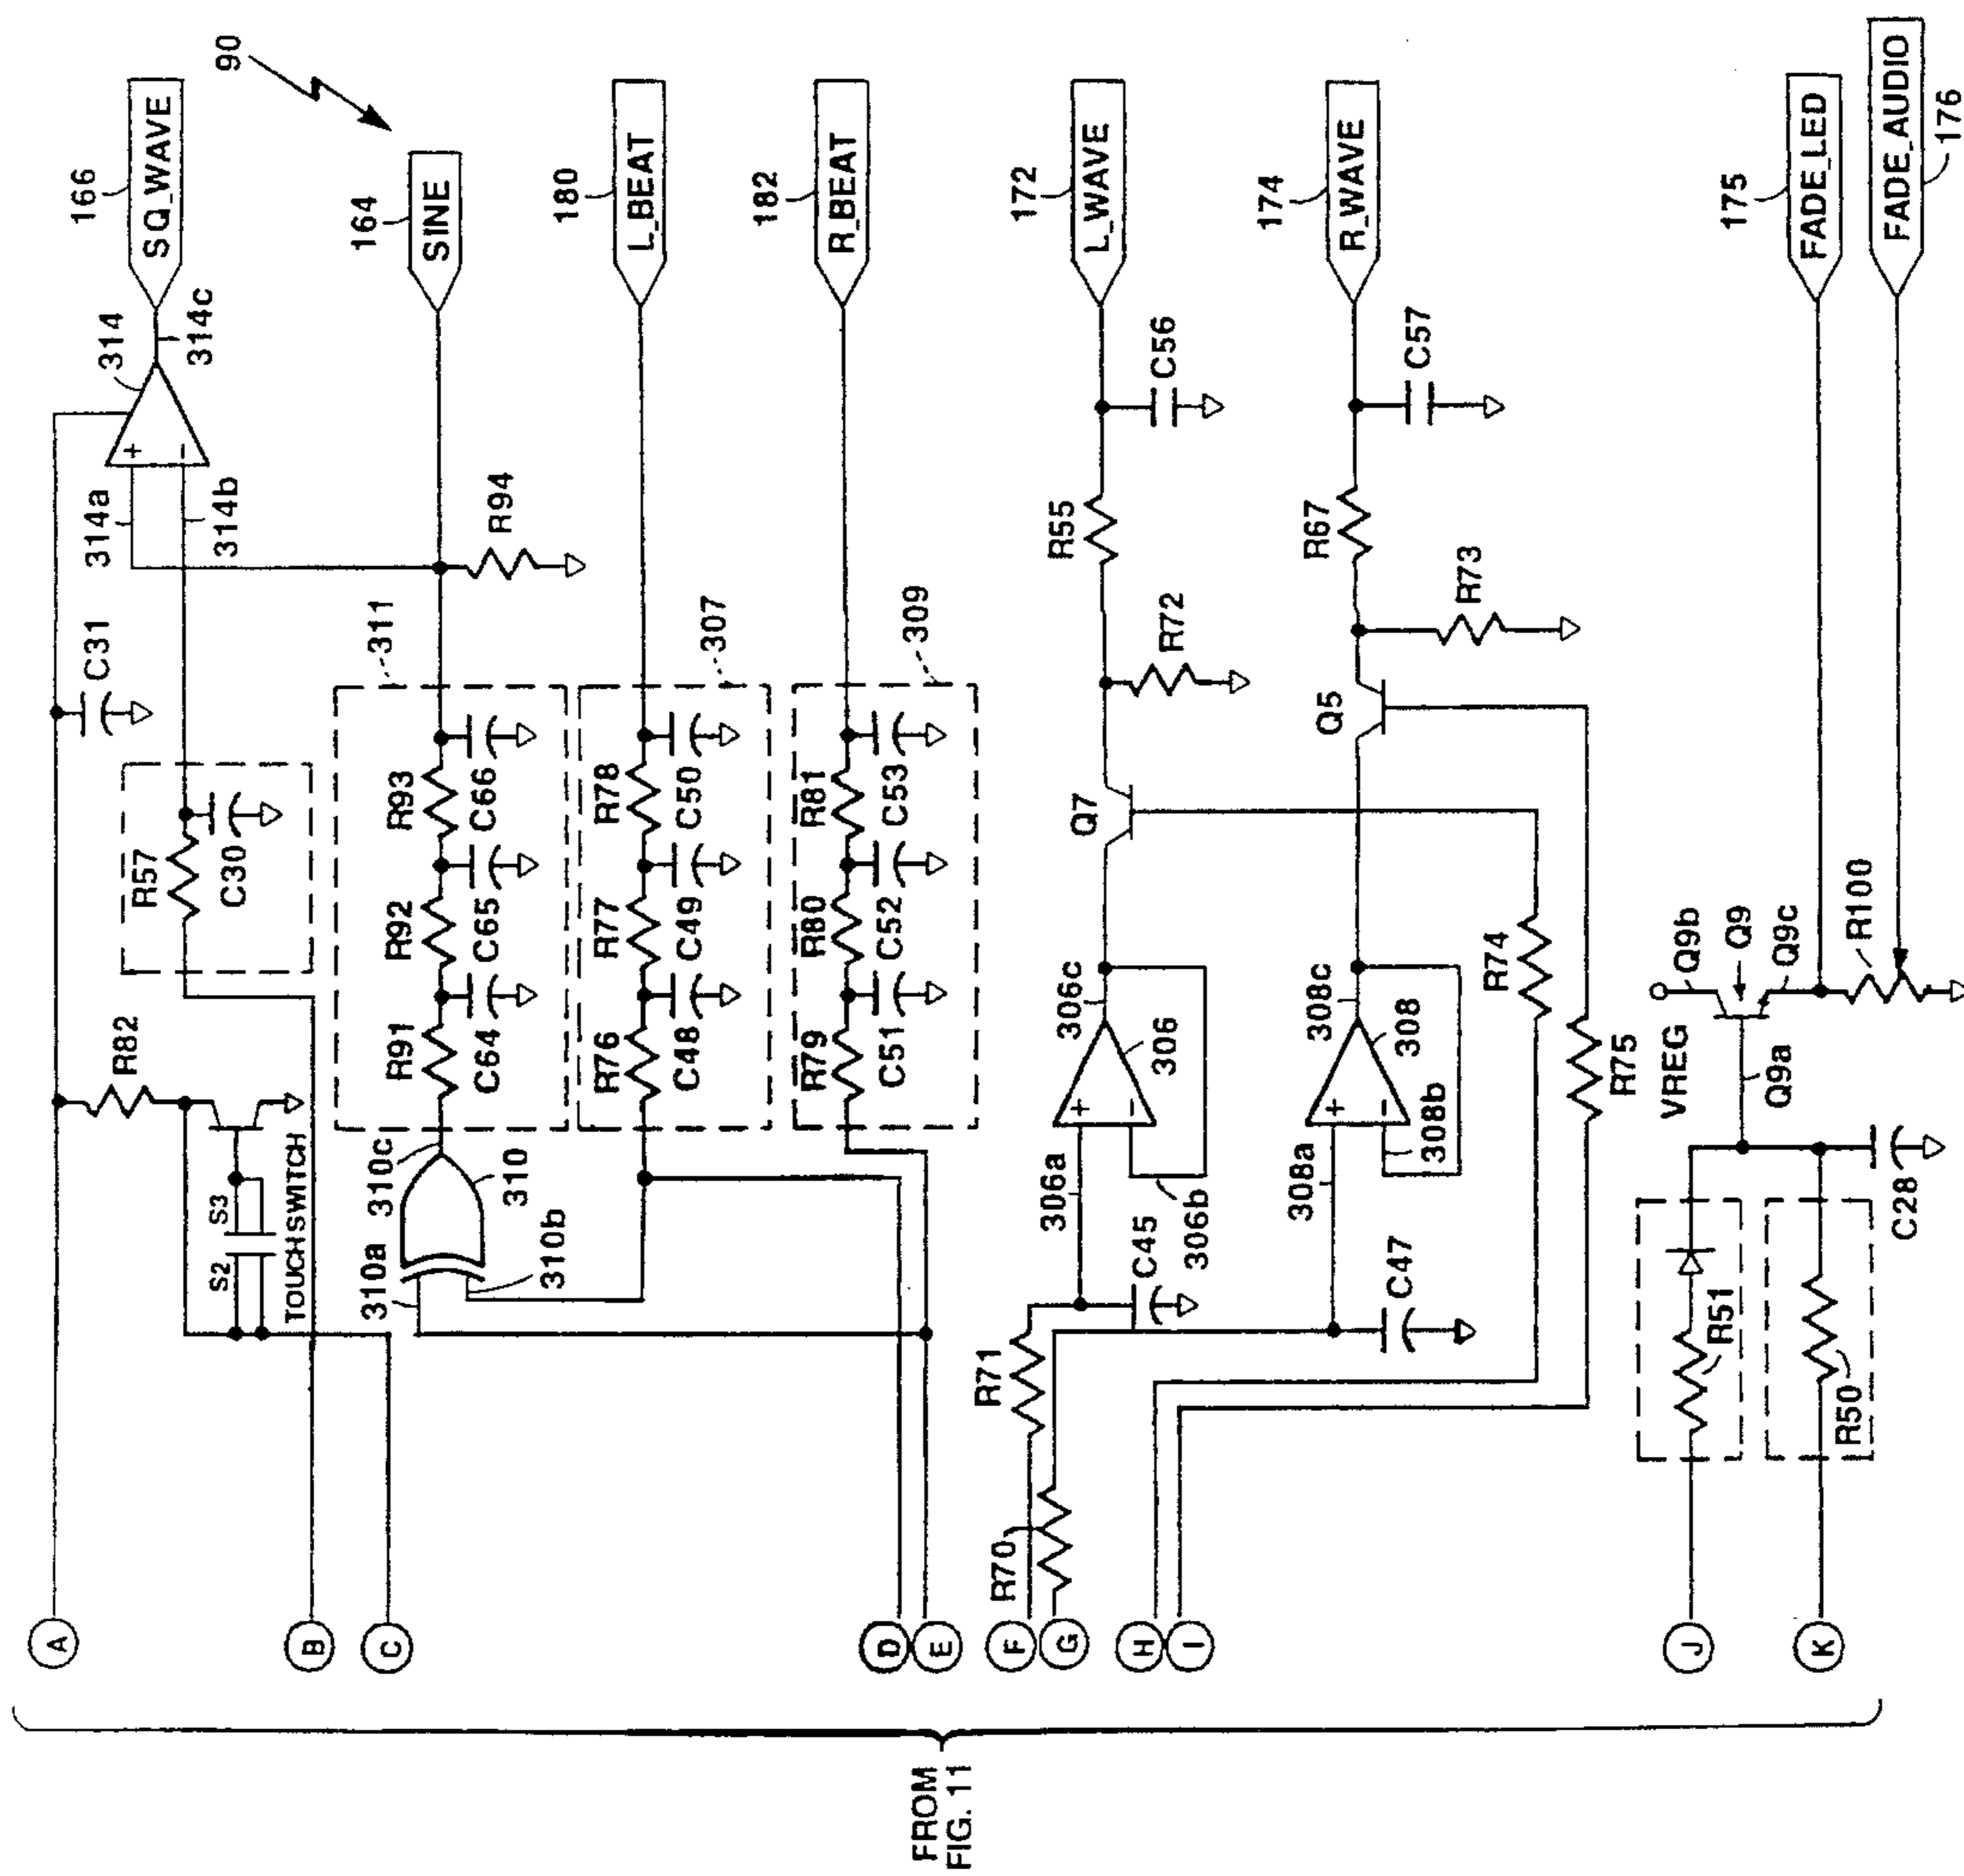 90
166
SQ_WAVE
314
314c
+
−
314a
314b
C31
R57
C30
R82
S3
S2
TOUCH SWITCH
A
B
C
164
SINE
R94
311
R93
C66
R92
C65
R91
C64
310c
310
310a
310b
180
L_BEAT
307
R78
C50
R77
C49
R76
C48
182
R_BEAT
309
R81
C53
R80
C52
R79
C51
D
E
172
L_WAVE
C56
R55
R72
Q7
306c
306
+
−
306a
306b
C45
R71
F
174
R_WAVE
C57
R67
R73
Q5
308c
308
+
−
308a
308b
C47
R70
G
R74
R75
H
I
175
FADE_LED
FADE_AUDIO
176
Q9b
Q9
Q9c
R100
VREG
Q9a
C28
R51
R50
J
K
FROM
FIG. 11